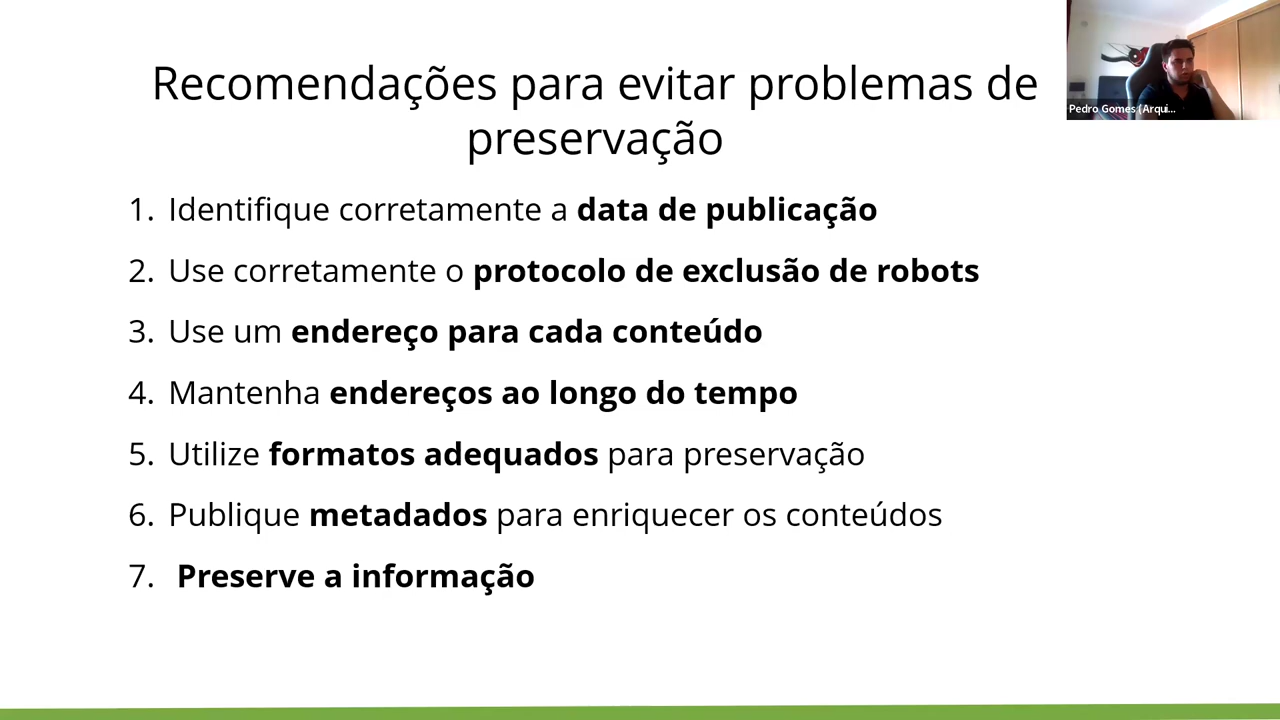 Recomendações para evitar problemas de
preservação
Pedro Gomes (Arqui...
1. Identifique corretamente a data de publicação
2. Use corretamente o protocolo de exclusão de robots
3. Use um endereço para cada conteúdo
4. Mantenha endereços ao longo do tempo
5. Utilize formatos adequados para preservação
6. Publique metadados para enriquecer os conteúdos
7. Preserve a informação